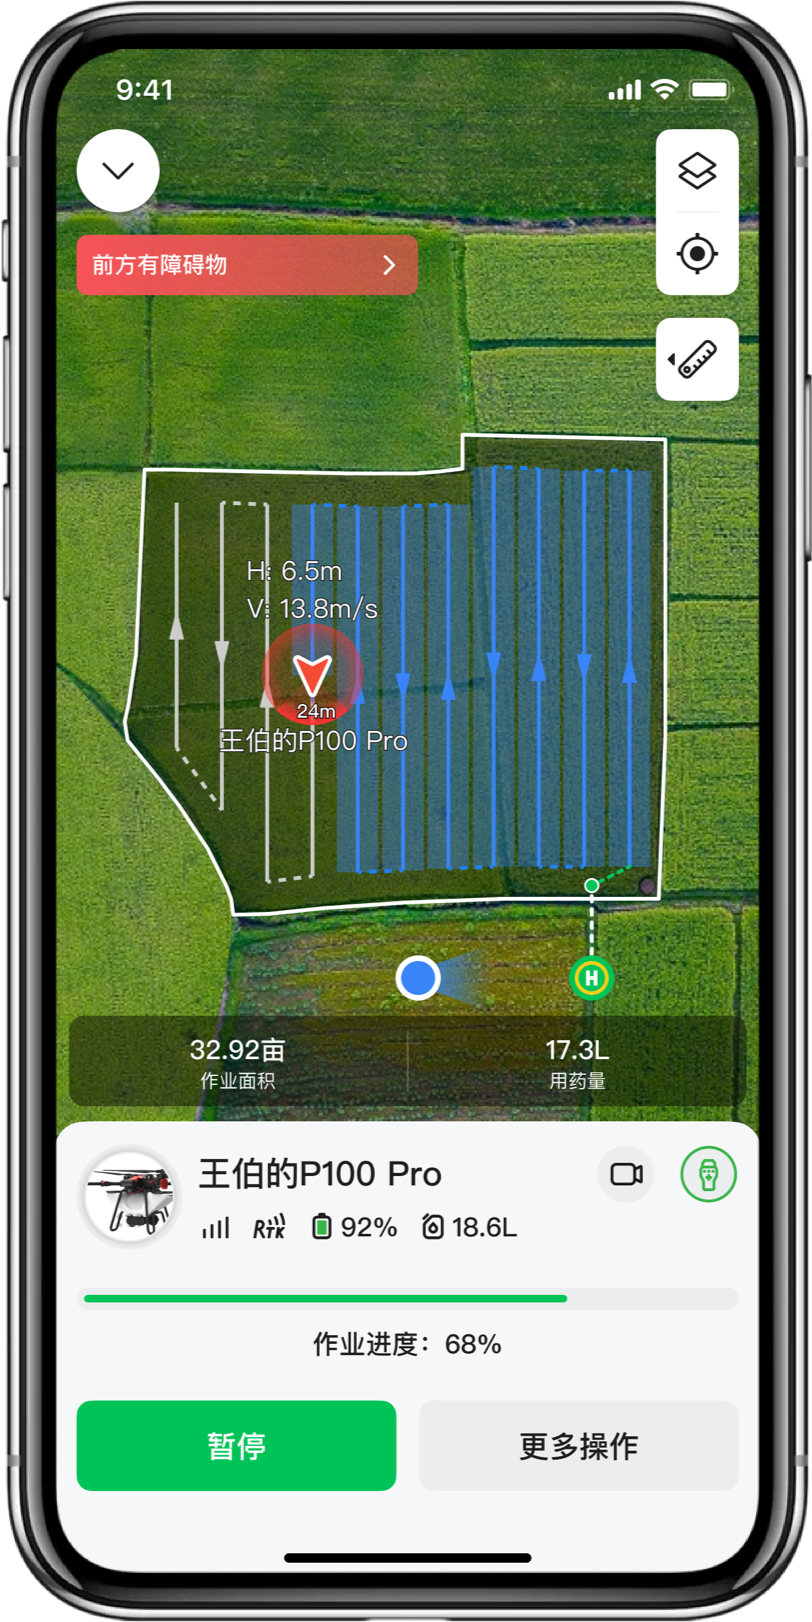 9:41
前方有障碍物
H: 6.5m
V: 13.8m/s
24m
王伯的P100 Pro
H
32.92亩
17.3L
作业面积
用药量
王伯的P100 Pro
RTK
92%
18.6L
作业进度：68%
暂停
更多操作